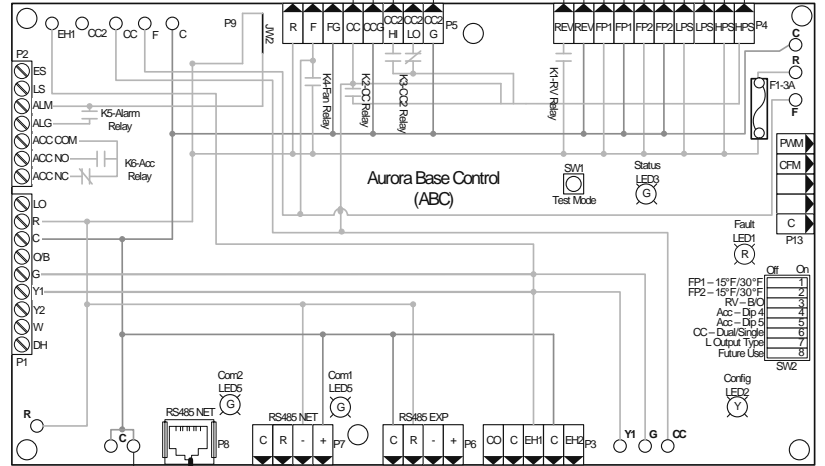 P9
JW2
EH1
CC2
CC
F
C
R
F
FG
CC
CCG
CC2 HI
CC2 LO
CC2 G
P5
REV
REV
FP1
FP1
FP2
FP2
LPS
LPS
HPS
HPS
P4
C
R
F1-3A
F
P2
ES
LS
ALM
ALG
ACC COM
ACC NO
ACC NC
K5-Alarm
Relay
K6-Acc
Relay
K4-Fan Relay
K2-CC Relay
K3-CC2 Relay
K1-RV Relay
Aurora Base Control
(ABC)
SW1
Test Mode
Status
LED3
G
PWM
CFM
C
P13
Fault
LED1
R
LO
R
C
O/B
G
Y1
Y2
W
DH
P1
Off On
FP1 – 15°F/30°F 1
FP2 – 15°F/30°F 2
RV – B/O 3
Acc – Dip 4 4
Acc – Dip 5 5
CC – Dual/Single 6
L Output Type 7
Future Use 8
SW2
Config
LED2
Y
Com2
LED5
G
Com1
LED5
G
R
C
RS485 NET
P8
RS485 NET
C
R
-
+
P7
RS485 EXP
C
R
-
+
P6
CO
C
EH1
C
EH2
P3
Y1
G
CC